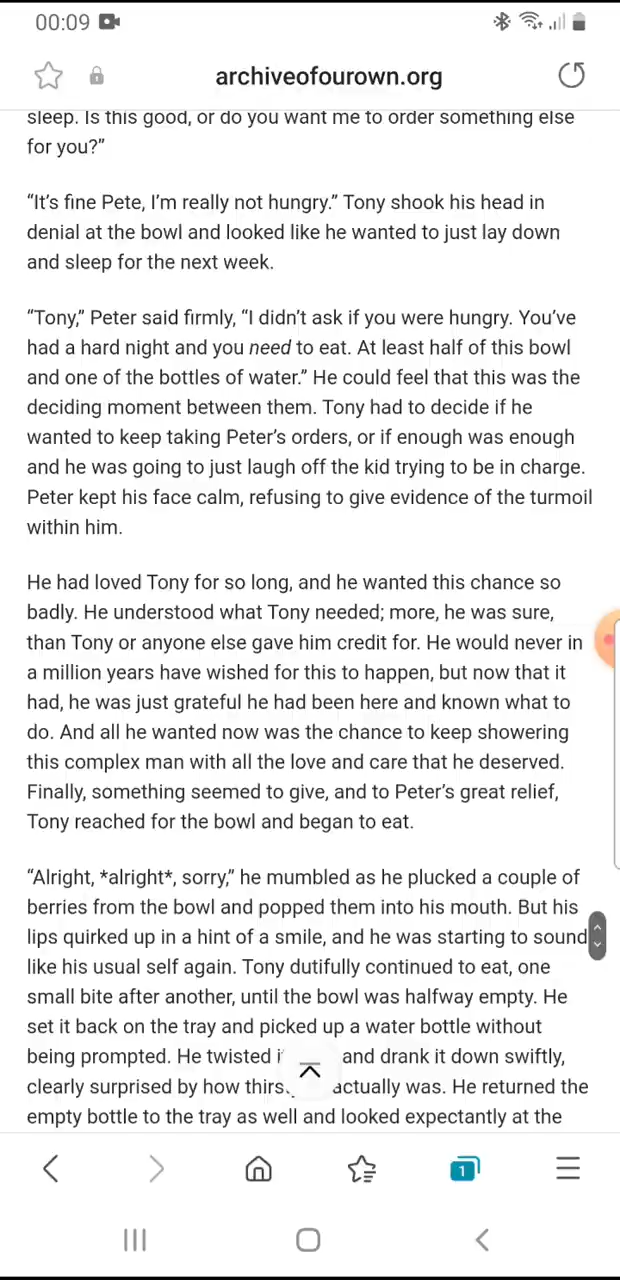 00:09
archiveofourown.org
sleep. Is this good, or do you want me to order something else
for you?”
“It’s fine Pete, I’m really not hungry.” Tony shook his head in
denial at the bowl and looked like he wanted to just lay down
and sleep for the next week.
“Tony,” Peter said firmly, “I didn’t ask if you were hungry. You’ve
had a hard night and you need to eat. At least half of this bowl
and one of the bottles of water.” He could feel that this was the
deciding moment between them. Tony had to decide if he
wanted to keep taking Peter’s orders, or if enough was enough
and he was going to just laugh off the kid trying to be in charge.
Peter kept his face calm, refusing to give evidence of the turmoil
within him.
He had loved Tony for so long, and he wanted this chance so
badly. He understood what Tony needed; more, he was sure,
than Tony or anyone else gave him credit for. He would never in
a million years have wished for this to happen, but now that it
had, he was just grateful he had been here and known what to
do. And all he wanted now was the chance to keep showering
this complex man with all the love and care that he deserved.
Finally, something seemed to give, and to Peter’s great relief,
Tony reached for the bowl and began to eat.
“Alright, *alright*, sorry,” he mumbled as he plucked a couple of
berries from the bowl and popped them into his mouth. But his
lips quirked up in a hint of a smile, and he was starting to sound
like his usual self again. Tony dutifully continued to eat, one
small bite after another, until the bowl was halfway empty. He
set it back on the tray and picked up a water bottle without
being prompted. He twisted and drank it down swiftly,
clearly surprised by how actually was. He returned the
empty bottle to the tray as well and looked expectantly at the
1